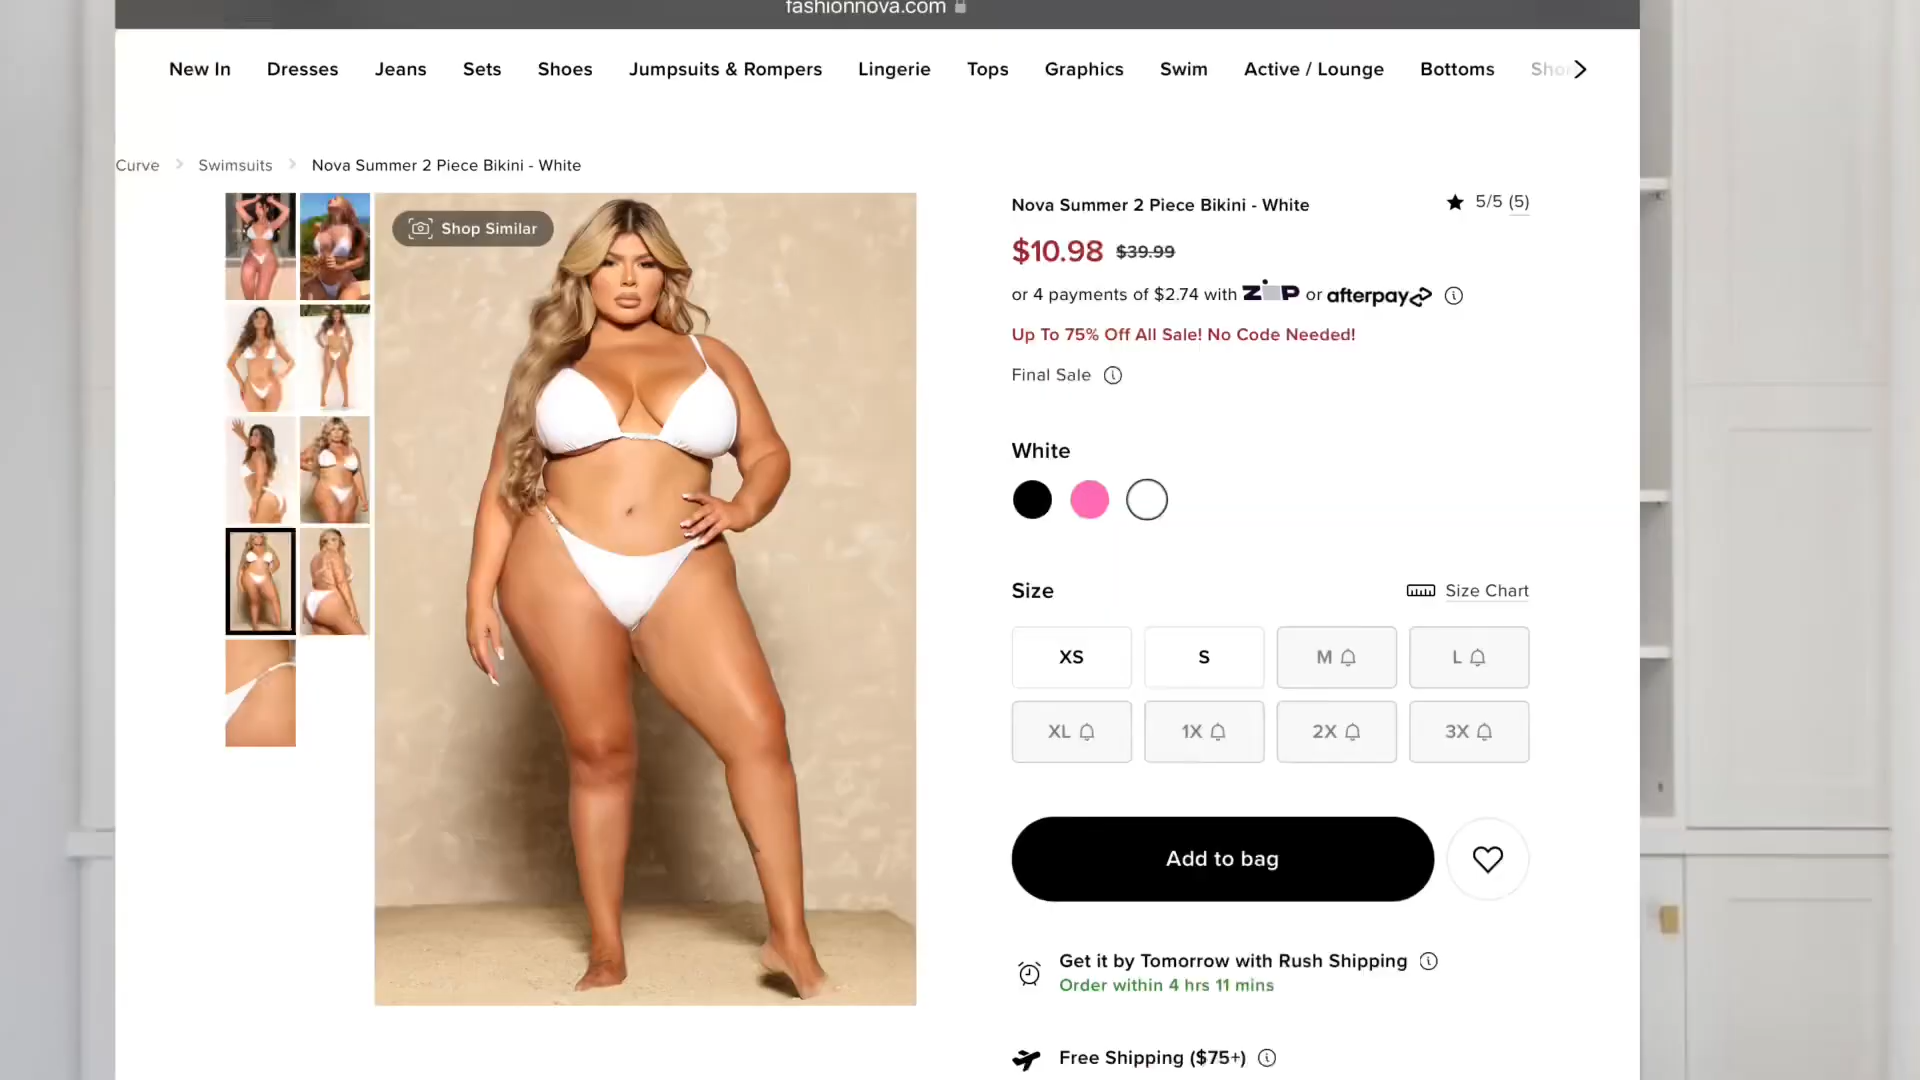 fashionnova.com
New In Dresses Jeans Sets Shoes Jumpsuits & Rompers Lingerie Tops Graphics Swim Active / Lounge Bottoms
Curve Swimsuits Nova Summer 2 Piece Bikini - White
Shop Similar
Nova Summer 2 Piece Bikini - White
5/5 (5)
$10.98 $39.99
or 4 payments of $2.74 with ZIP or afterpay
Up To 75% Off All Sale! No Code Needed!
Final Sale
White
Size
Size Chart
XS S M L
XL 1X 2X 3X
Add to bag
Get it by Tomorrow with Rush Shipping
Order within 4 hrs 11 mins
Free Shipping ($75+)